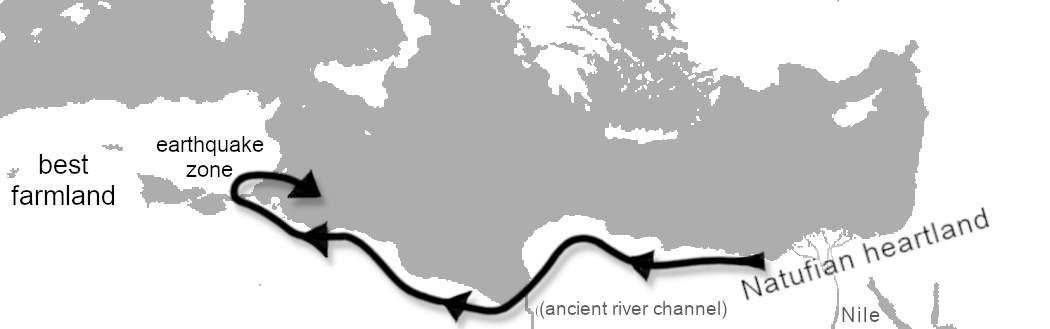 earthquake
zone
best
farmland
Natufian heartland
(ancient river channel)
Nile